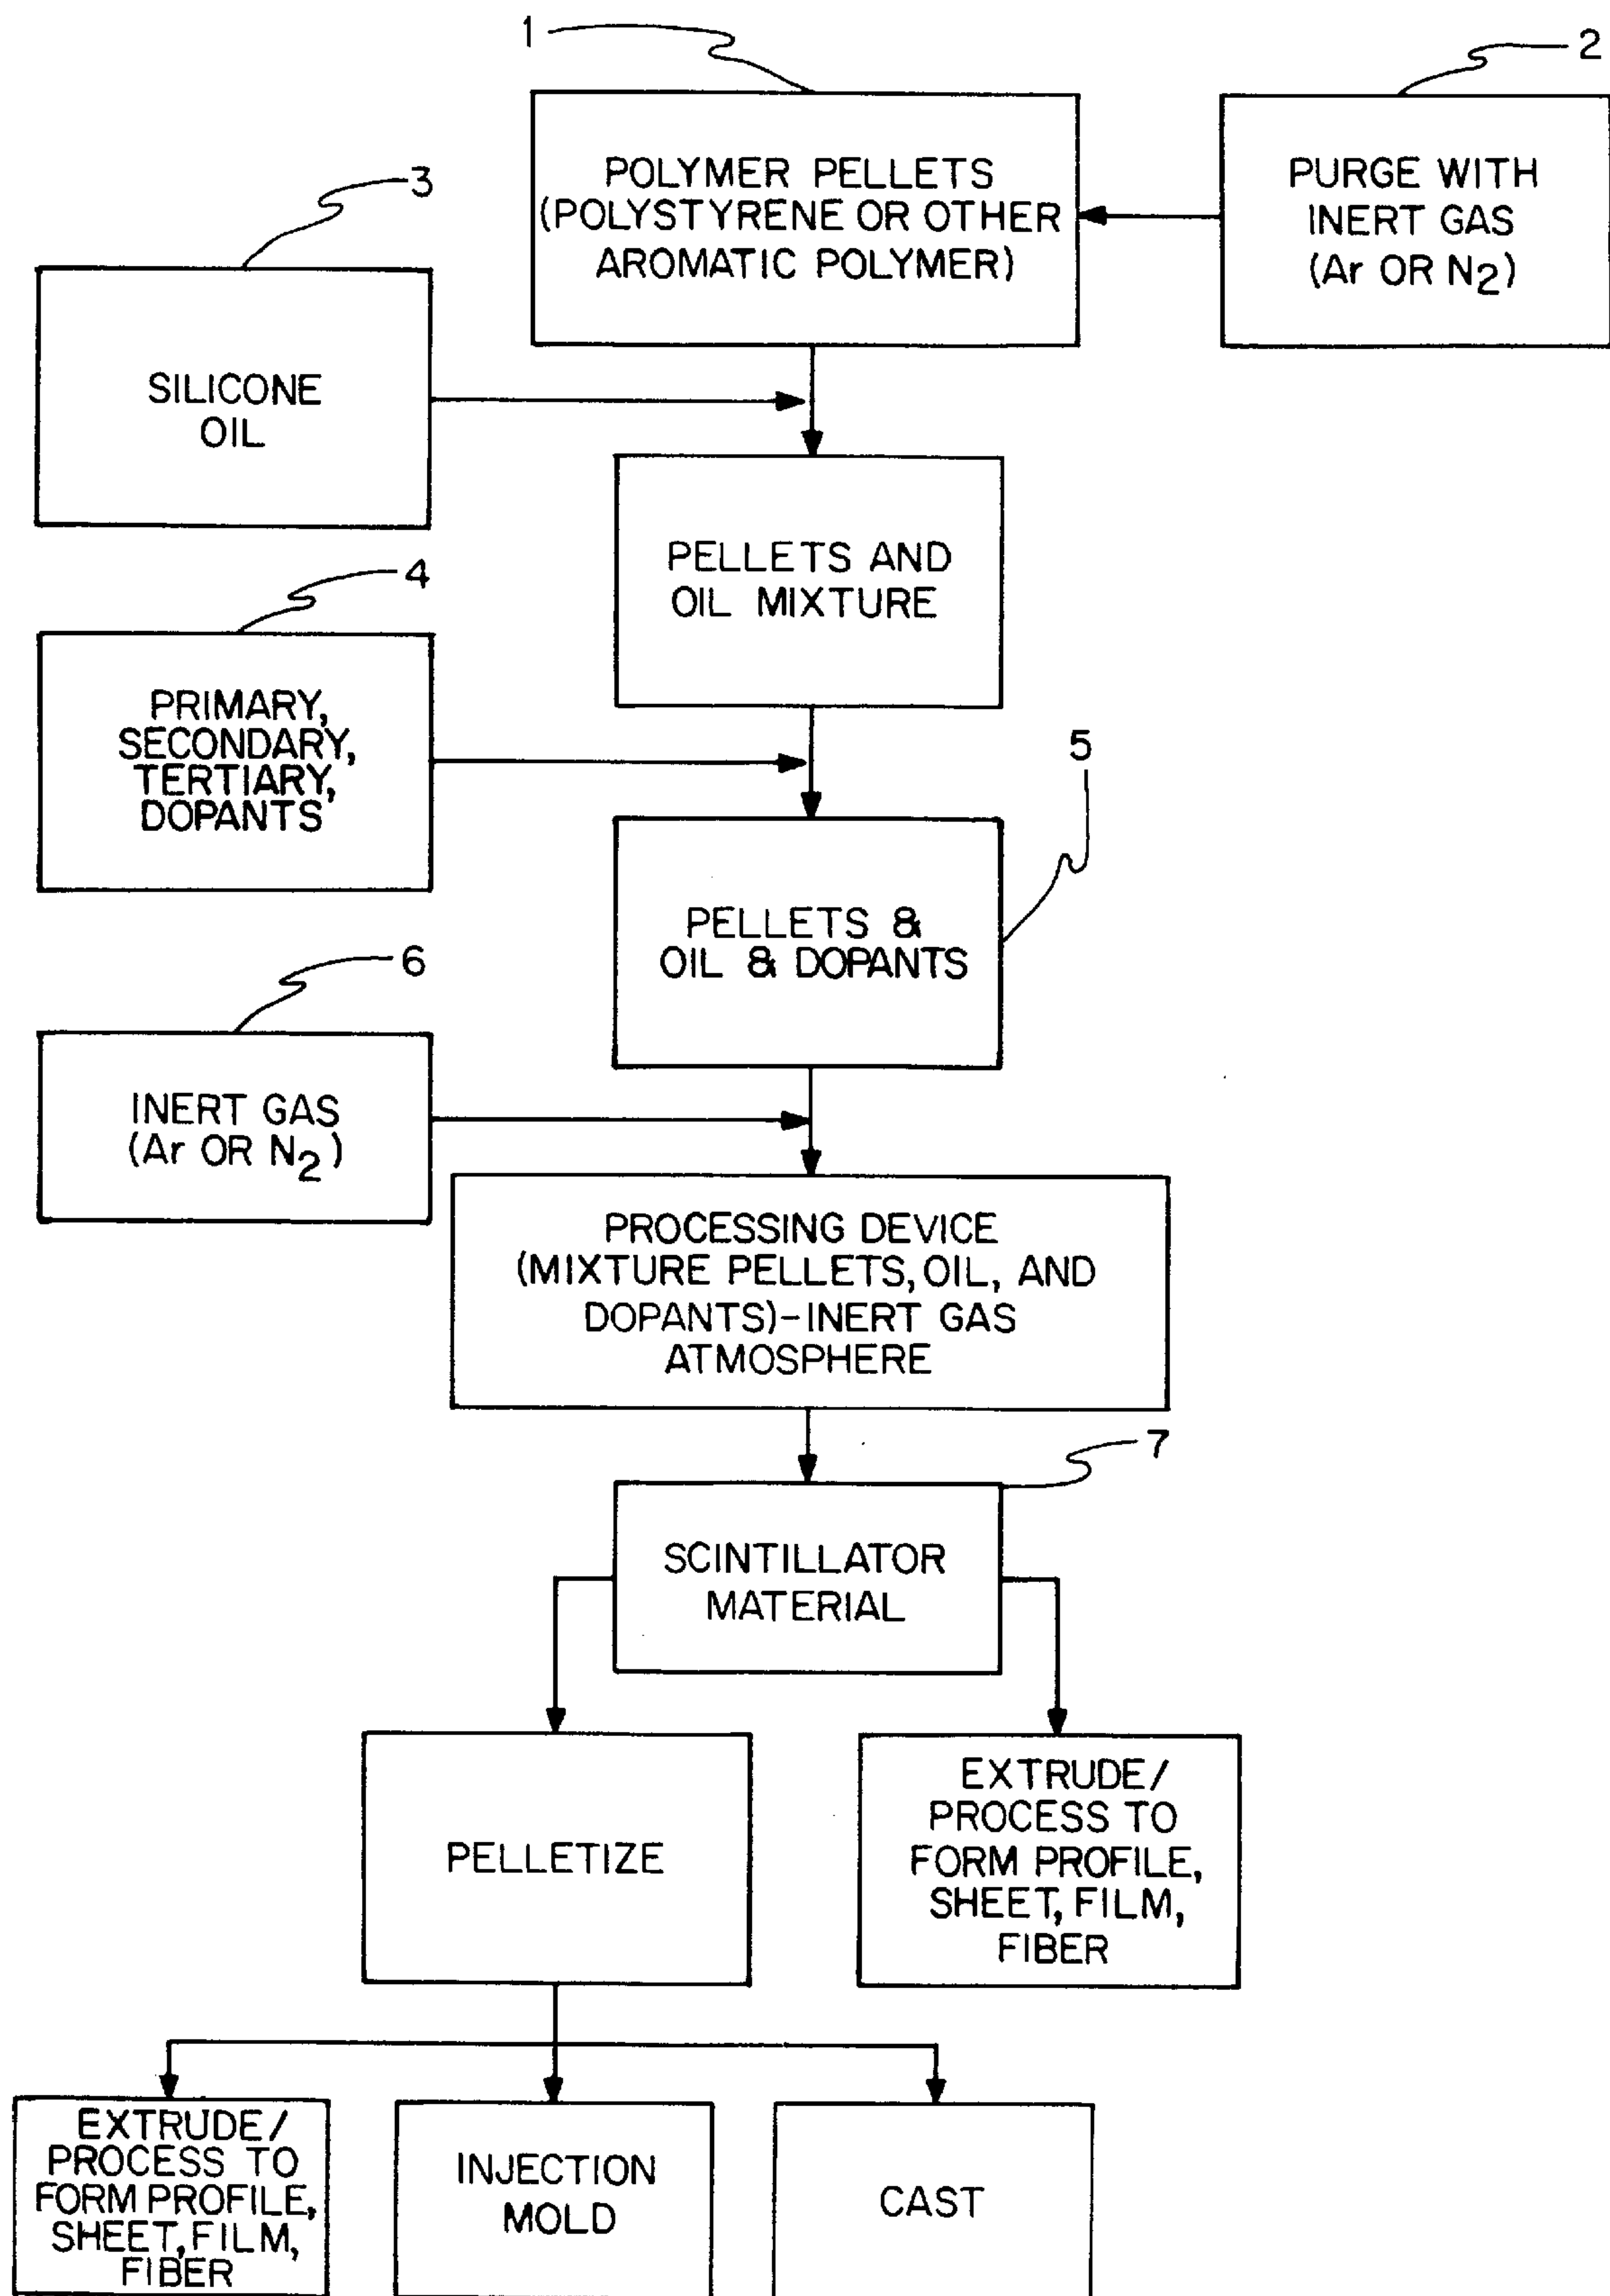 1
2
POLYMER PELLETS
(POLYSTYRENE OR OTHER
AROMATIC POLYMER)
PURGE WITH
INERT GAS
(Ar OR N2)
3
SILICONE
OIL
PELLETS AND
OIL MIXTURE
4
PRIMARY,
SECONDARY,
TERTIARY,
DOPANTS
5
PELLETS &
OIL & DOPANTS
6
INERT GAS
(Ar OR N2)
PROCESSING DEVICE
(MIXTURE PELLETS, OIL, AND
DOPANTS)-INERT GAS
ATMOSPHERE
7
SCINTILLATOR
MATERIAL
PELLETIZE
EXTRUDE/
PROCESS TO
FORM PROFILE,
SHEET, FILM,
FIBER
EXTRUDE/
PROCESS TO
FORM PROFILE,
SHEET, FILM,
FIBER
INJECTION
MOLD
CAST